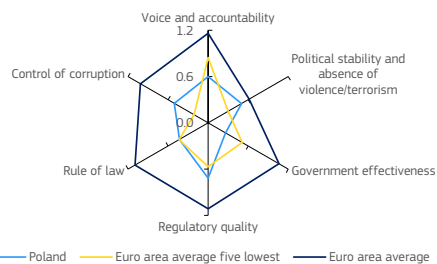 Voice and accountability
1.2
Political stability and
absence of
violence/terrorism
Control of corruption
0.6
0.0
Rule of law
Government effectiveness
Regulatory quality
Poland
Euro area average five lowest
Euro area average